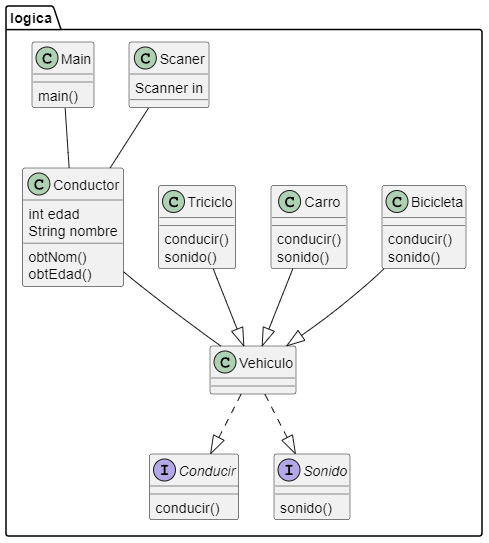 logica
C Main
main()
C Scaner
Scanner in
C Conductor
int edad
String nombre
obtNom()
obtEdad()
C Triciclo
conducir()
sonido()
C Carro
conducir()
sonido()
C Bicicleta
conducir()
sonido()
C Vehiculo
I Conducir
conducir()
I Sonido
sonido()